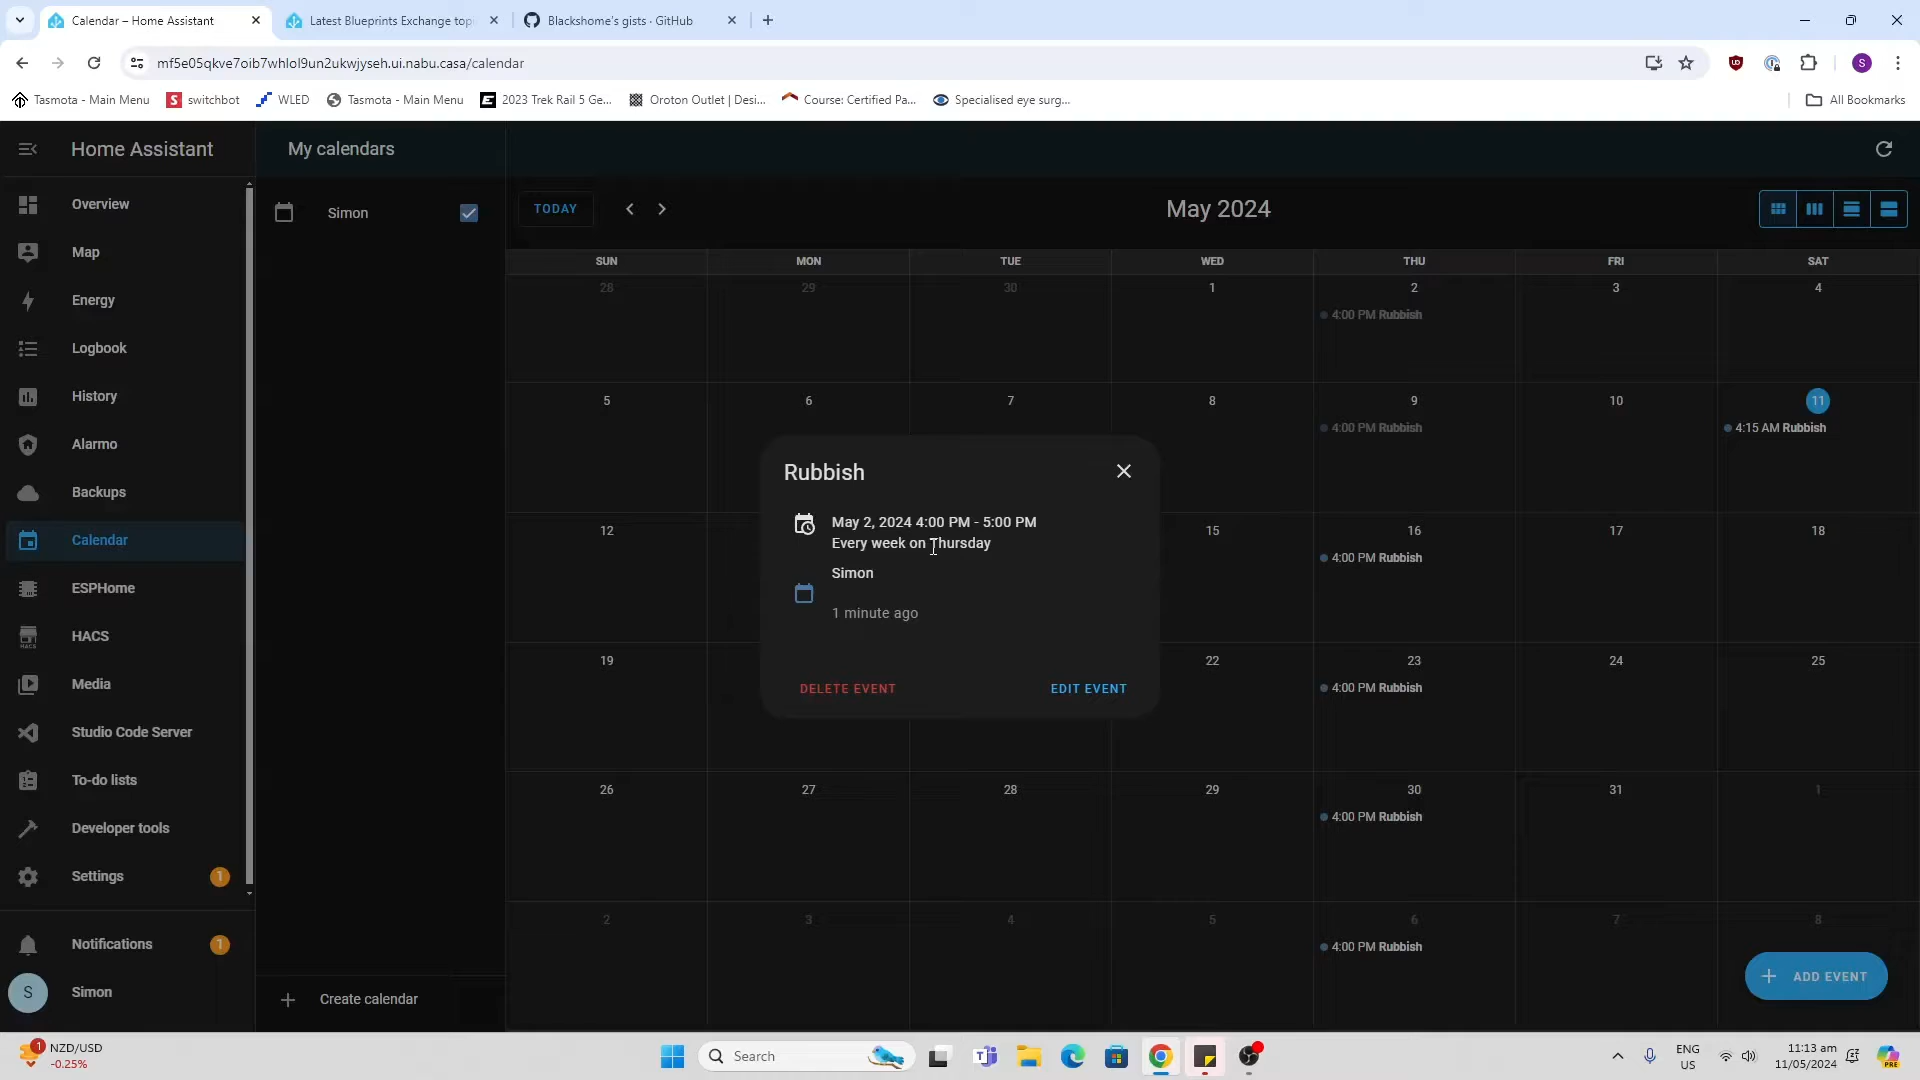 Calendar – Home Assistant
Latest Blueprints Exchange topi
Blackshome's gists · GitHub
mf5e05qkve7oib7whlol9un2ukwjyseh.ui.nabu.casa/calendar
S
Tasmota - Main Menu
switchbot
WLED
Tasmota - Main Menu
2023 Trek Rail 5 Ge...
Oroton Outlet | Desi...
Course: Certified Pa...
Specialised eye surg...
All Bookmarks
Home Assistant
My calendars
Overview
Map
Energy
Logbook
History
Alarmo
Backups
Calendar
ESPHome
HACS
Media
Studio Code Server
To-do lists
Developer tools
Settings
1
Notifications
1
S
Simon
Simon
Create calendar
TODAY
May 2024
SUN
MON
TUE
WED
THU
FRI
SAT
28
29
30
1
2
3
4
4:00 PM Rubbish
5
6
7
8
9
10
11
4:00 PM Rubbish
4:15 AM Rubbish
12
15
16
17
18
4:00 PM Rubbish
19
22
23
24
25
4:00 PM Rubbish
26
27
28
29
30
31
1
4:00 PM Rubbish
2
3
4
5
6
7
8
4:00 PM Rubbish
Rubbish
May 2, 2024 4:00 PM - 5:00 PM
Every week on Thursday
Simon
1 minute ago
DELETE EVENT
EDIT EVENT
ADD EVENT
1
NZD/USD
-0.25%
Search
ENG
US
11:13 am
11/05/2024
PRE